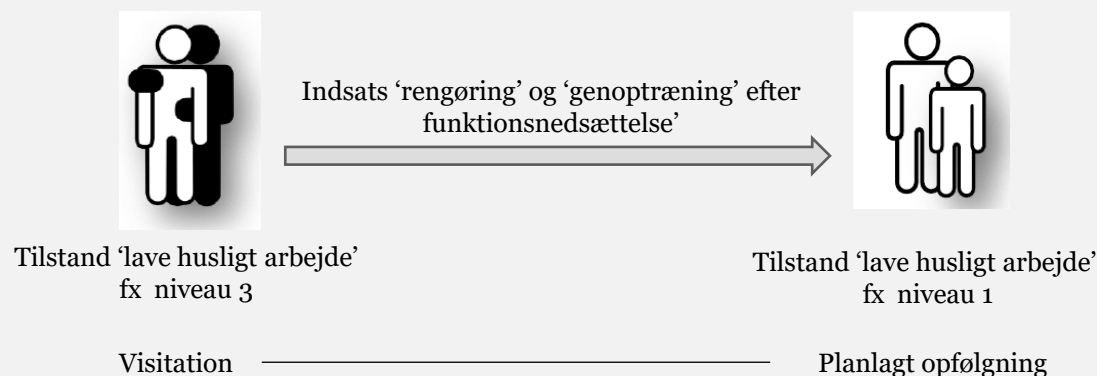 Indsats ‘rengøring’ og ‘genoptræning’ efter
funktionsnedsættelse’
Tilstand ‘lave husligt arbejde’
fx  niveau 3
Tilstand ‘lave husligt arbejde’
fx  niveau 1
Visitation
Planlagt opfølgning